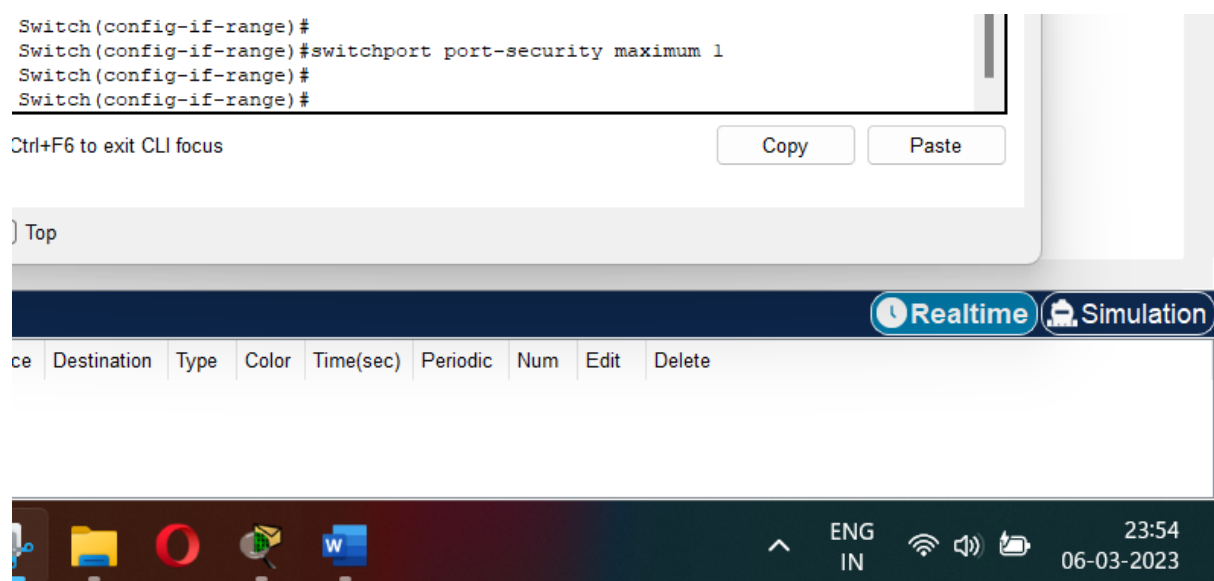 Switch(config-if-range)#
Switch(config-if-range)#switchport port-security maximum 1
Switch(config-if-range)#
Switch(config-if-range)#
Ctrl+F6 to exit CLI focus
Copy
Paste
Top
Realtime
Simulation
ce Destination Type Color Time(sec) Periodic Num Edit Delete
W
ENG
IN
23:54
06-03-2023